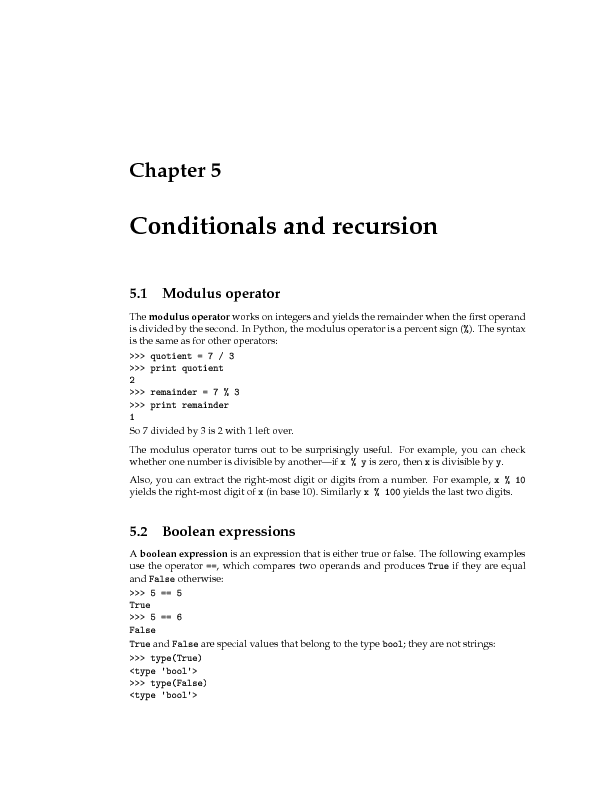 Chapter 5
Conditionals and recursion
5.1 Modulus operator
The modulus operator works on integers and yields the remainder when the first operand
is divided by the second. In Python, the modulus operator is a percent sign (%). The syntax
is the same as for other operators:
>>> quotient = 7 / 3
>>> print quotient
2
>>> remainder = 7 % 3
>>> print remainder
1
So 7 divided by 3 is 2 with 1 left over.
The modulus operator turns out to be surprisingly useful. For example, you can check
whether one number is divisible by another—if x % y is zero, then x is divisible by y.
Also, you can extract the right-most digit or digits from a number. For example, x % 10
yields the right-most digit of x (in base 10). Similarly x % 100 yields the last two digits.
5.2 Boolean expressions
A boolean expression is an expression that is either true or false. The following examples
use the operator ==, which compares two operands and produces True if they are equal
and False otherwise:
>>> 5 == 5
True
>>> 5 == 6
False
True and False are special values that belong to the type bool; they are not strings:
>>> type(True)
<type 'bool'>
>>> type(False)
<type 'bool'>